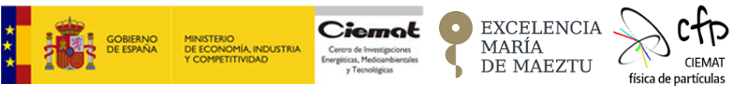 GOBIERNO
DE ESPAÑA
MINISTERIO
DE ECONOMÍA, INDUSTRIA
Y COMPETITIVIDAD
Ciemat
Centro de Investigaciones
Energéticas, Medioambientales
y Tecnológicas
EXCELENCIA
MARÍA
DE MAEZTU
cfp
CIEMAT
física de partículas